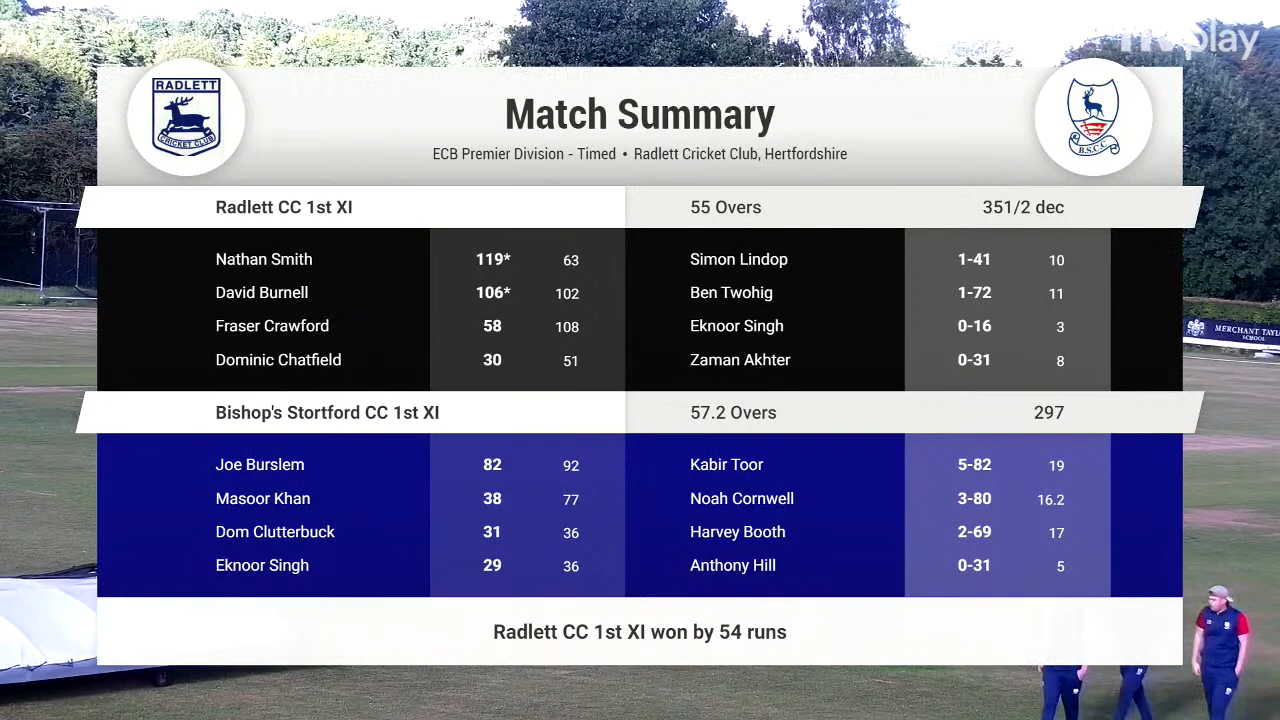 nvplay
RADLETT
CRICKET CLUB
B.S.C.C.
Match Summary
ECB Premier Division - Timed • Radlett Cricket Club, Hertfordshire
Radlett CC 1st XI 55 Overs 351/2 dec
Nathan Smith 119* 63 Simon Lindop 1-41 10
David Burnell 106* 102 Ben Twohig 1-72 11
Fraser Crawford 58 108 Eknoor Singh 0-16 3
Dominic Chatfield 30 51 Zaman Akhter 0-31 8
MERCHANT TAYL
SCHOOL
Bishop's Stortford CC 1st XI 57.2 Overs 297
Joe Burslem 82 92 Kabir Toor 5-82 19
Masoor Khan 38 77 Noah Cornwell 3-80 16.2
Dom Clutterbuck 31 36 Harvey Booth 2-69 17
Eknoor Singh 29 36 Anthony Hill 0-31 5
Radlett CC 1st XI won by 54 runs